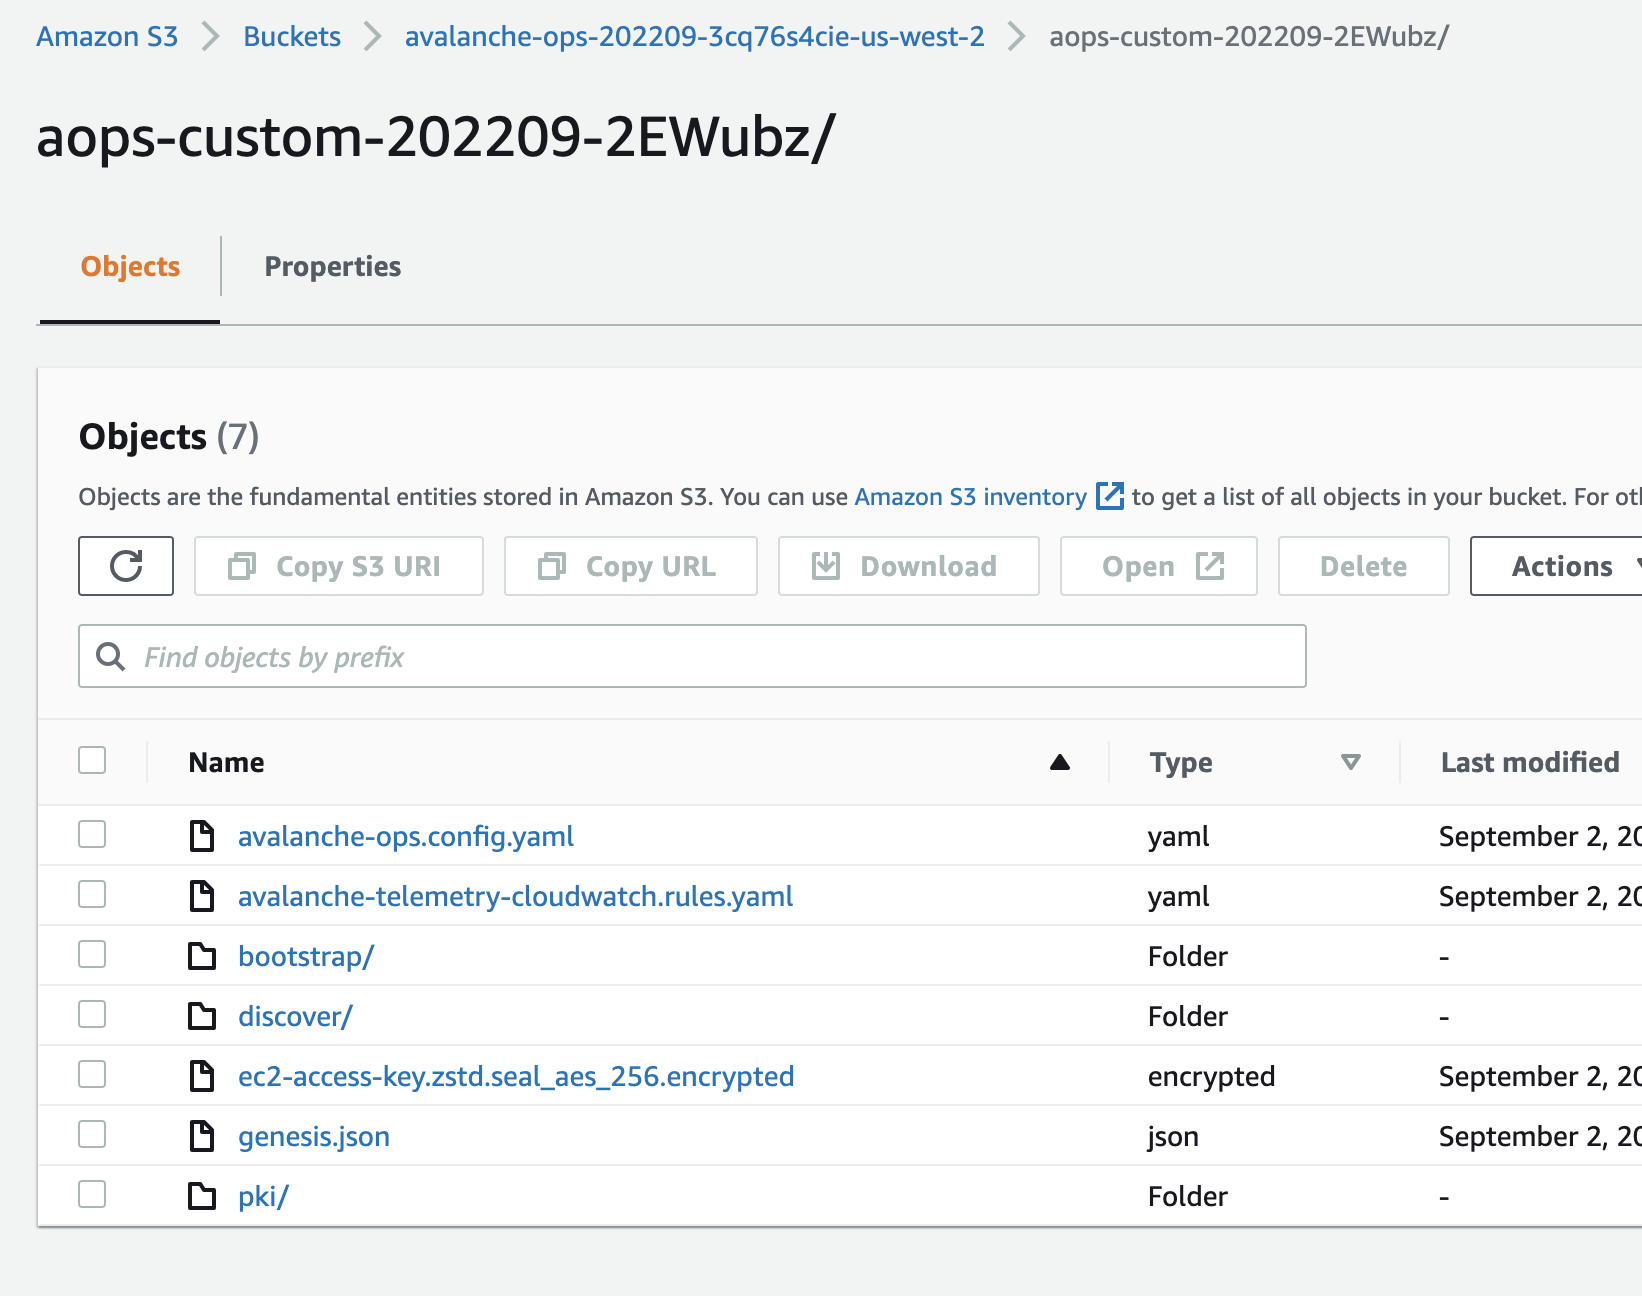 Amazon S3 > Buckets > avalanche-ops-202209-3cq76s4cie-us-west-2 > aops-custom-202209-2EWubz/
aops-custom-202209-2EWubz/
Objects Properties
Objects (7)
Objects are the fundamental entities stored in Amazon S3. You can use Amazon S3 inventory to get a list of all objects in your bucket. For
Copy S3 URI Copy URL Download Open Delete Actions
Find objects by prefix
Name Type Last modified
avalanche-ops.config.yaml yaml September 2,
avalanche-telemetry-cloudwatch.rules.yaml yaml September 2,
bootstrap/ Folder -
discover/ Folder -
ec2-access-key.zstd.seal_aes_256.encrypted encrypted September 2,
genesis.json json September 2,
pki/ Folder -